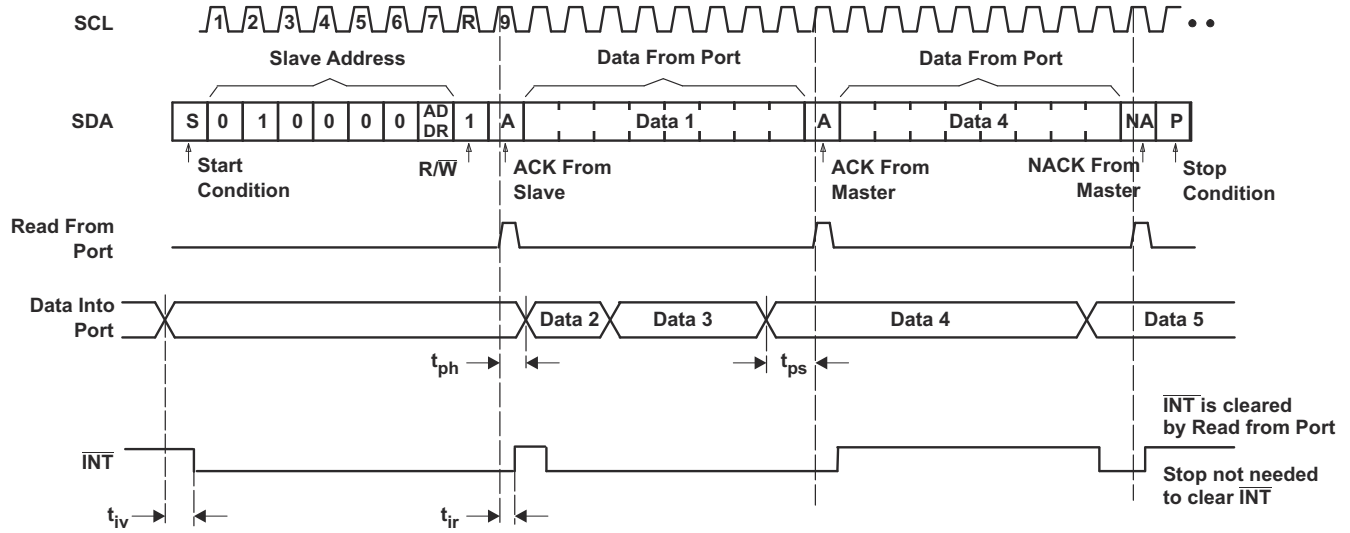 SCL 1 2 3 4 5 6 7 R 9
Slave Address Data From Port Data From Port
SDA S 0 1 0 0 0 0 AD DR 1 A Data 1 A Data 4 NA P
Start Condition
R/W̅
ACK From Slave
ACK From Master
NACK From Master
Stop Condition
Read From Port
Data Into Port Data 2 Data 3 Data 4 Data 5
tph tps
I̅N̅T̅ is cleared
by Read from Port
I̅N̅T̅
Stop not needed
to clear I̅N̅T̅
tiv tir